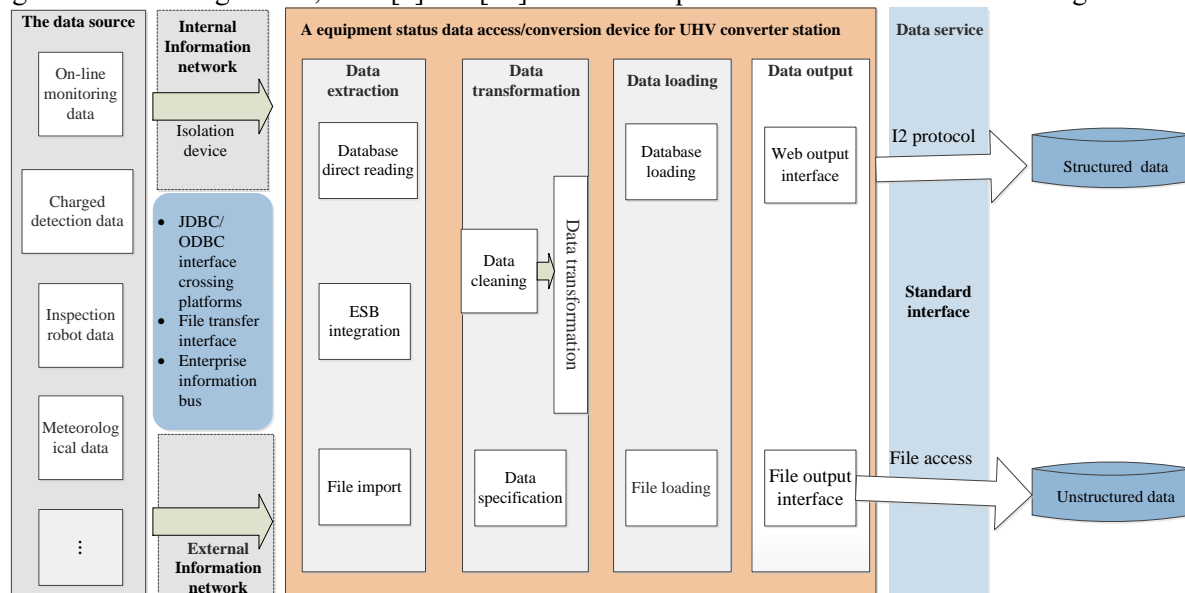 The data source
On-line
monitoring
data
Charged
detection data
Inspection
robot data
Meteorolog
ical data
...
Internal
Information
network
Isolation
device
• JDBC/
ODBC
interface
crossing
platforms
• File transfer
interface
• Enterprise
information
bus
External
Information
network
A equipment status data access/conversion device for UHV converter station
Data
extraction
Database
direct reading
ESB
integration
File import
Data
transformation
Data
cleaning
Data transformation
Data
specification
Data loading
Database
loading
File loading
Data output
Web output
interface
File output
interface
Data service
I2 protocol
Standard
interface
File access
Structured data
Unstructured data